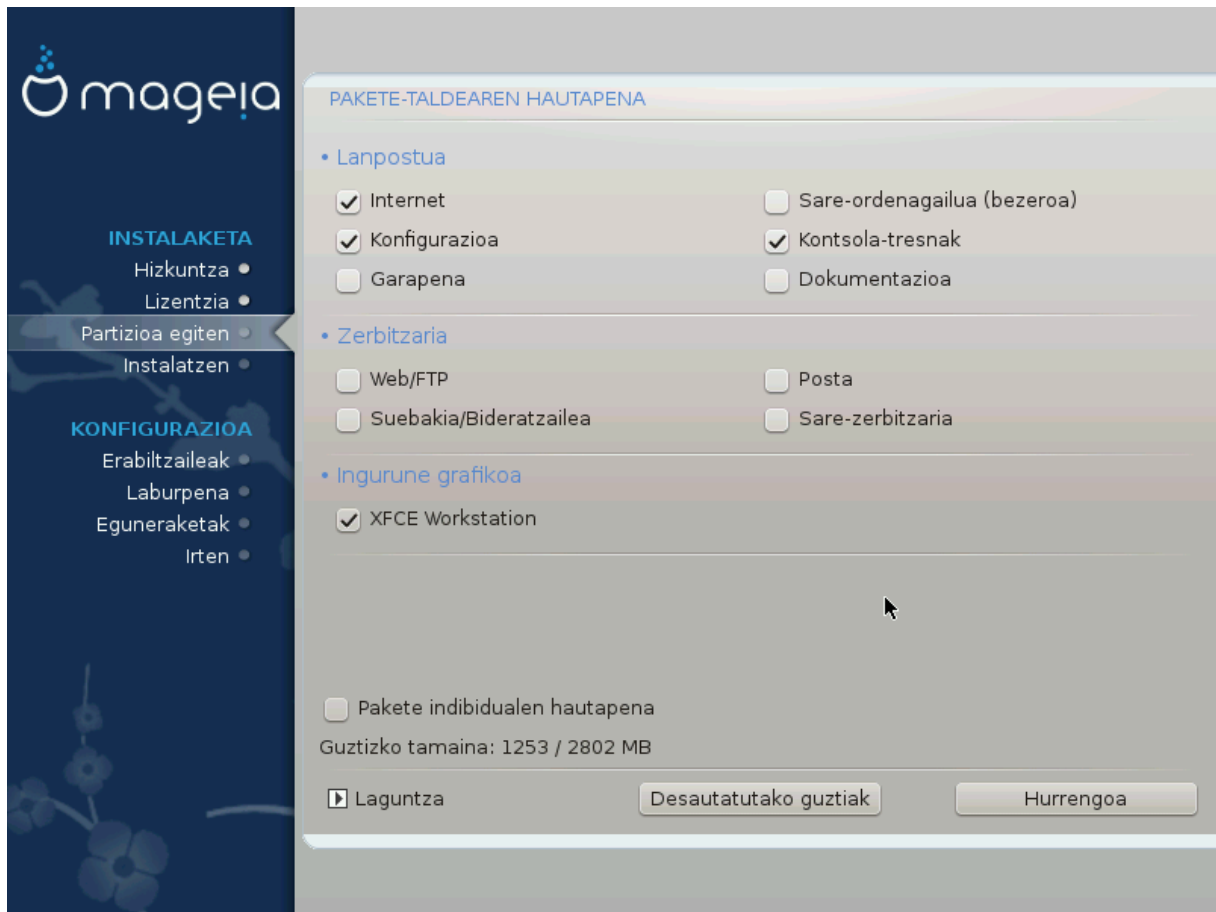 mageia
INSTALAKETA
Hizkuntza
Lizentzia
Partizioa egiten
Instalatzen
KONFIGURAZIOA
Erabiltzaileak
Laburpena
Eguneraketak
Irten
PAKETE-TALDEAREN HAUTAPENA
• Lanpostua
Internet
Sare-ordenagailua (bezeroa)
Konfigurazioa
Kontsola-tresnak
Garapena
Dokumentazioa
• Zerbitzaria
Web/FTP
Posta
Suebakia/Bideratzailea
Sare-zerbitzaria
• Ingurune grafikoa
XFCE Workstation
Pakete indibidualen hautapena
Guztizko tamaina: 1253 / 2802 MB
Laguntza
Desautatutako guztiak
Hurrengoa